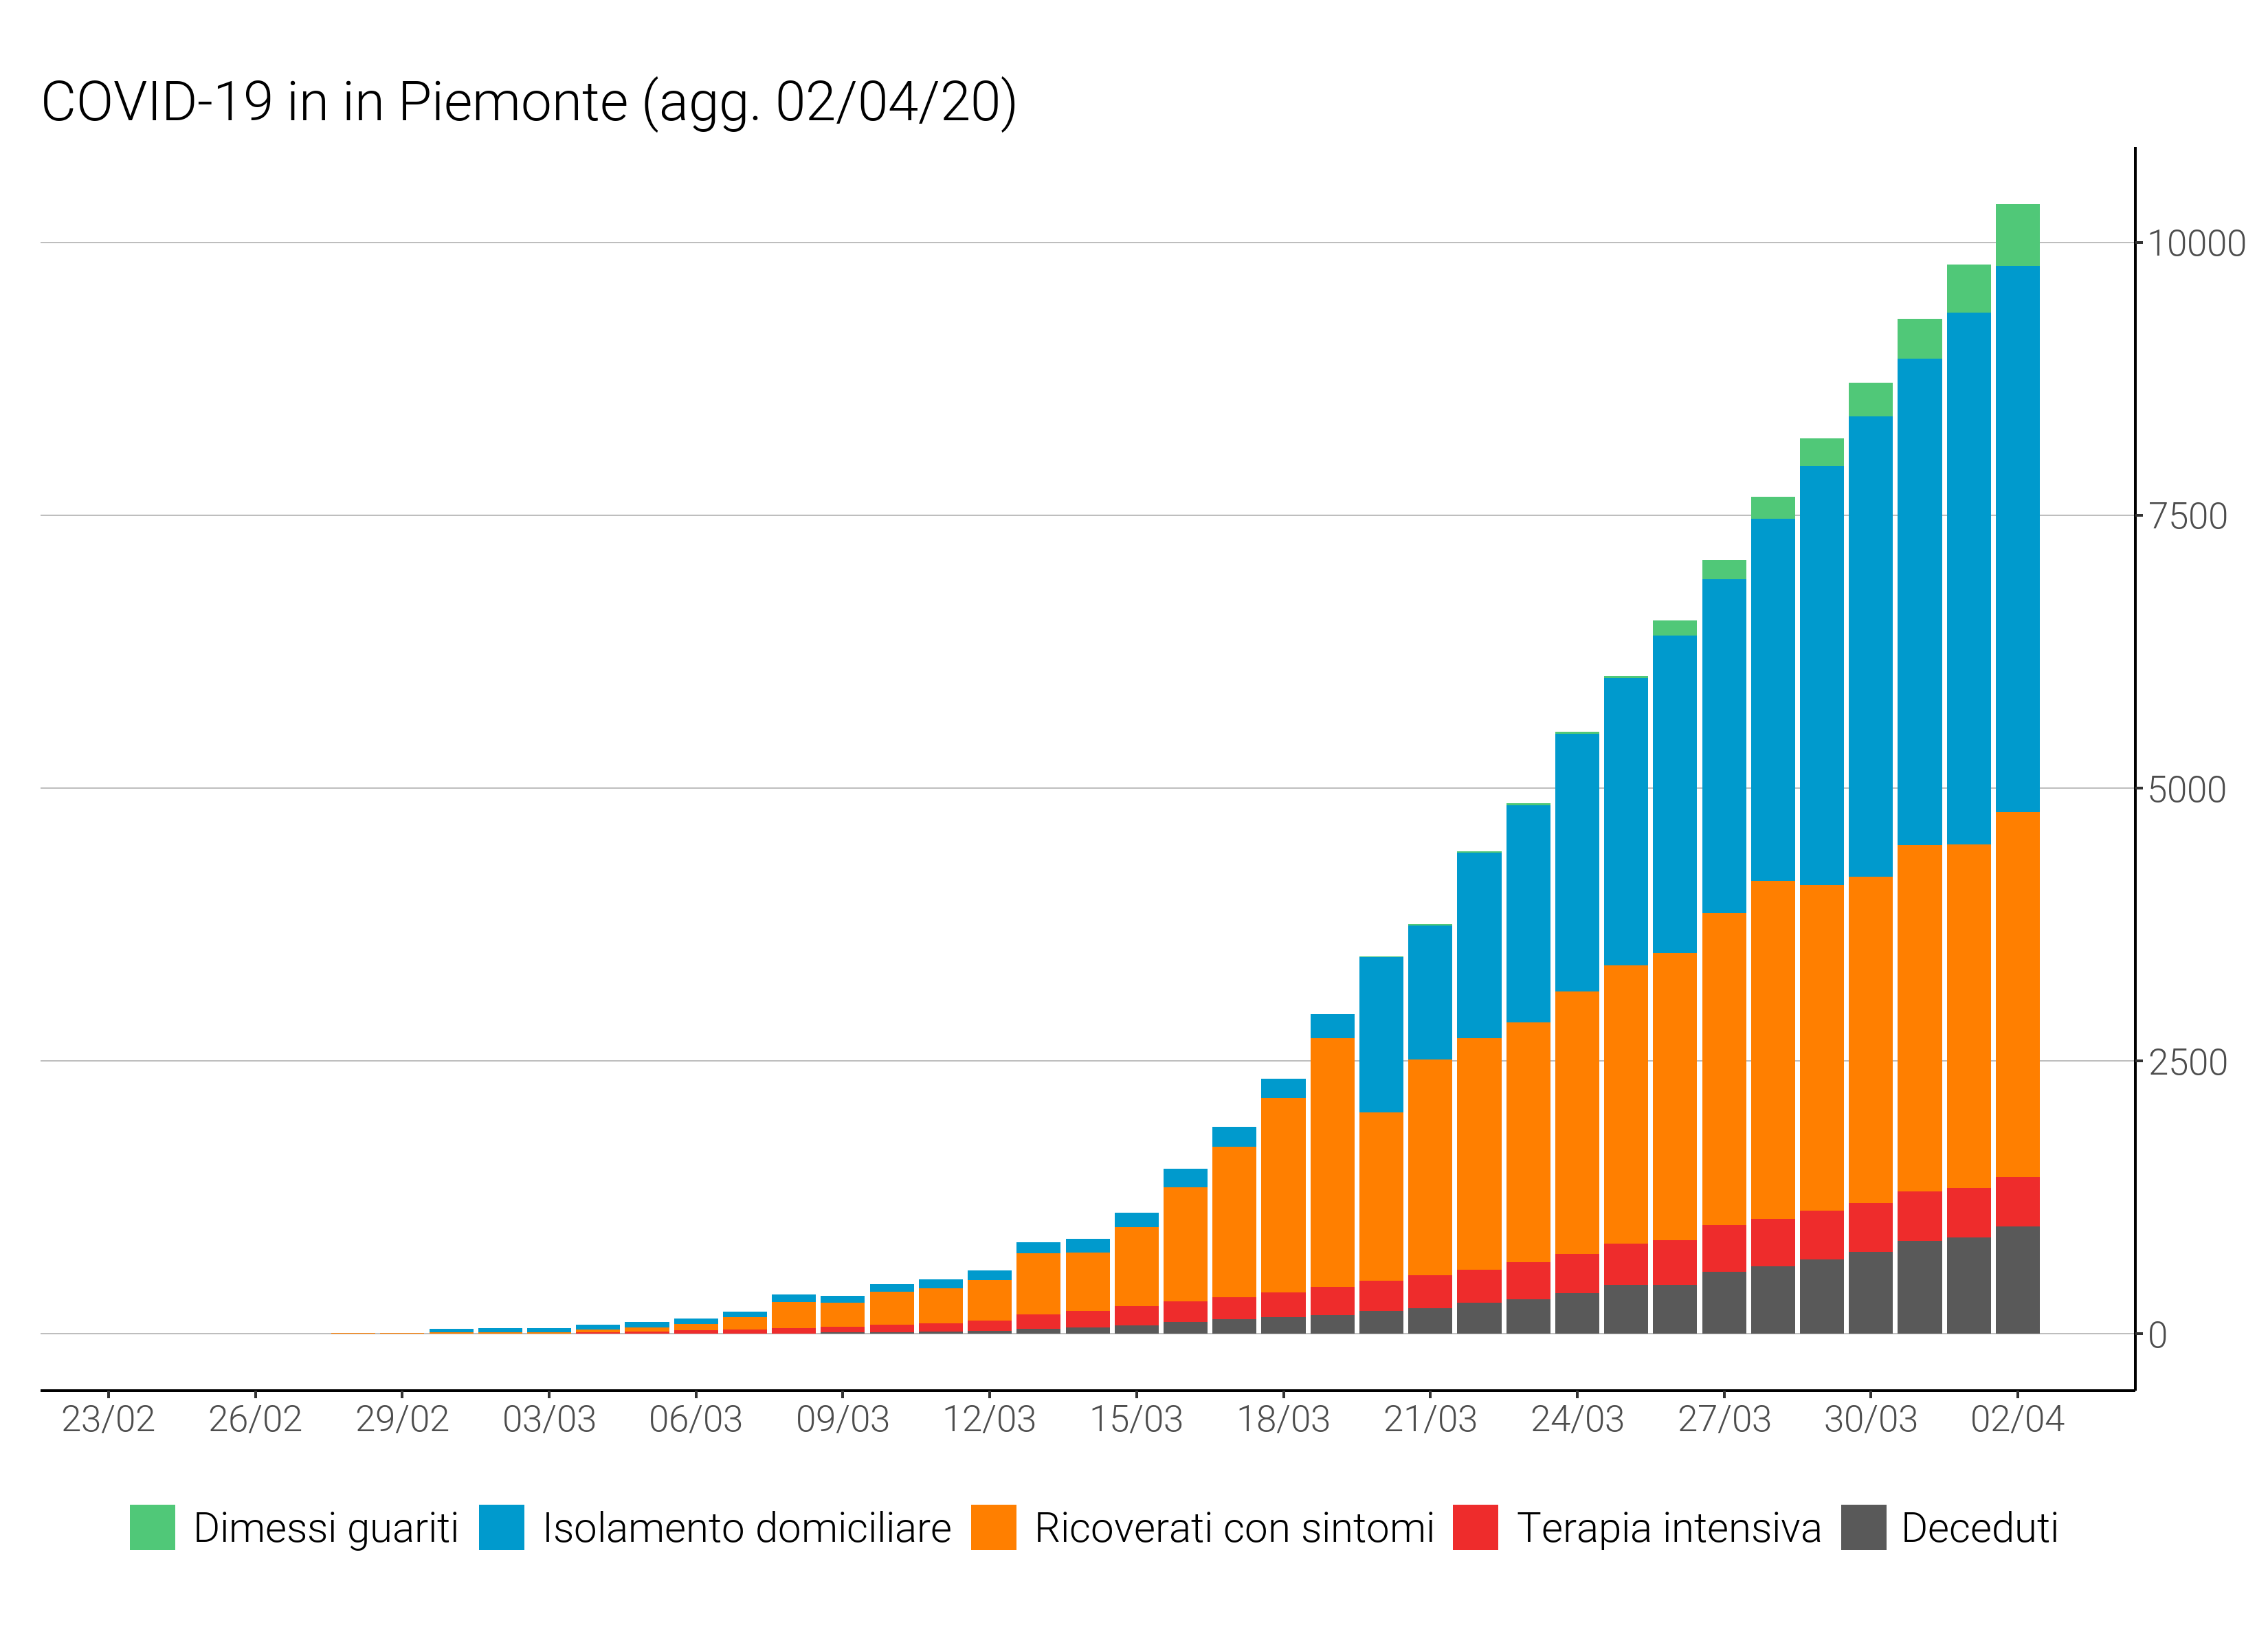 COVID-19 in in Piemonte (agg. 02/04/20)
10000
7500
5000
2500
0
23/02 26/02 29/02 03/03 06/03 09/03 12/03 15/03 18/03 21/03 24/03 27/03 30/03 02/04
Dimessi guariti Isolamento domiciliare Ricoverati con sintomi Terapia intensiva Deceduti